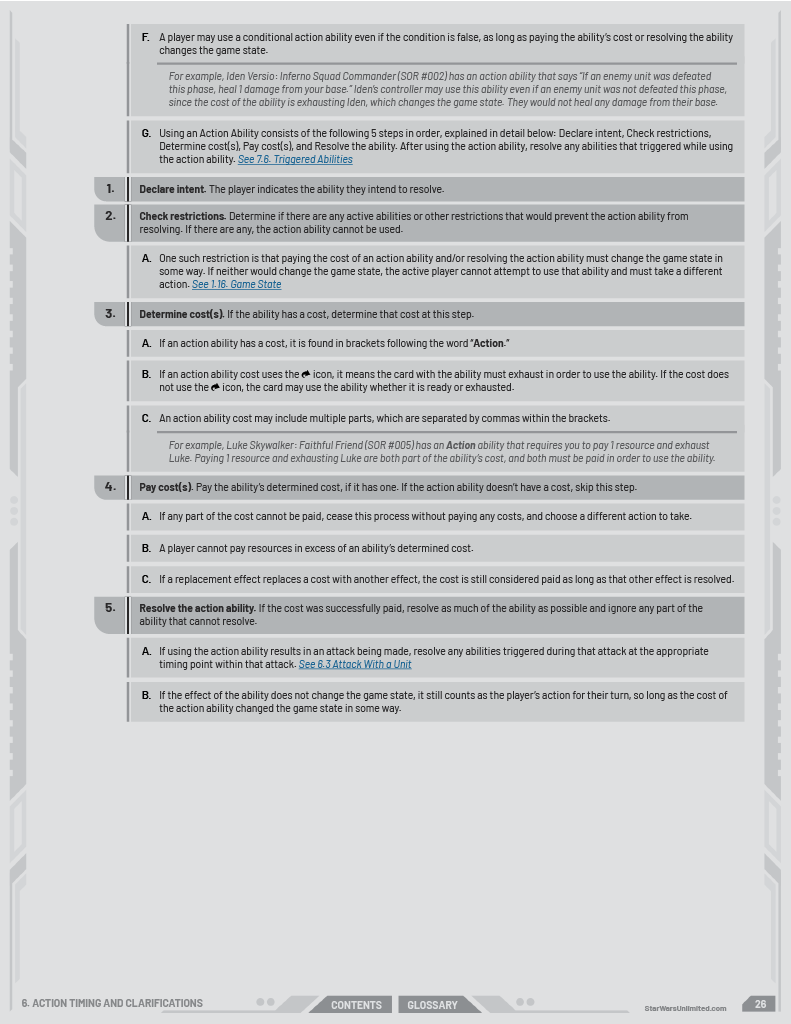 F. A player may use a conditional action ability even if the condition is false, as long as paying the ability's cost or resolving the ability
changes the game state.
For example, Iden Versio: Inferno Squad Commander (SOR #002) has an action ability that says "If an enemy unit was defeated
this phase, heal 1 damage from your base." Iden's controller may use this ability even if an enemy unit was not defeated this phase,
since the cost of the ability is exhausting Iden, which changes the game state. They would not heal any damage from their base.
G. Using an Action Ability consists of the following 5 steps in order, explained in detail below: Declare intent, Check restrictions,
Determine cost(s), Pay cost(s), and Resolve the ability. After using the action ability, resolve any abilities that triggered while using
the action ability. See 7.6. Triggered Abilities
1. Declare intent. The player indicates the ability they intend to resolve.
2. Check restrictions. Determine if there are any active abilities or other restrictions that would prevent the action ability from
resolving. If there are any, the action ability cannot be used.
A. One such restriction is that paying the cost of an action ability and/or resolving the action ability must change the game state in
some way. If neither would change the game state, the active player cannot attempt to use that ability and must take a different
action. See 1.16. Game State
3. Determine cost(s). If the ability has a cost, determine that cost at this step.
A. If an action ability has a cost, it is found in brackets following the word "Action."
B. If an action ability cost uses the icon, it means the card with the ability must exhaust in order to use the ability. If the cost does
not use the icon, the card may use the ability whether it is ready or exhausted.
C. An action ability cost may include multiple parts, which are separated by commas within the brackets.
For example, Luke Skywalker: Faithful Friend (SOR #005) has an Action ability that requires you to pay 1 resource and exhaust
Luke. Paying 1 resource and exhausting Luke are both part of the ability's cost, and both must be paid in order to use the ability.
4. Pay cost(s). Pay the ability's determined cost, if it has one. If the action ability doesn't have a cost, skip this step.
A. If any part of the cost cannot be paid, cease this process without paying any costs, and choose a different action to take.
B. A player cannot pay resources in excess of an ability's determined cost.
C. If a replacement effect replaces a cost with another effect, the cost is still considered paid as long as that other effect is resolved.
5. Resolve the action ability. If the cost was successfully paid, resolve as much of the ability as possible and ignore any part of the
ability that cannot resolve.
A. If using the action ability results in an attack being made, resolve any abilities triggered during that attack at the appropriate
timing point within that attack. See 6.3 Attack With a Unit
B. If the effect of the ability does not change the game state, it still counts as the player's action for their turn, so long as the cost of
the action ability changed the game state in some way.
6. ACTION TIMING AND CLARIFICATIONS
CONTENTS
GLOSSARY
StarWarsUnlimited.com
26